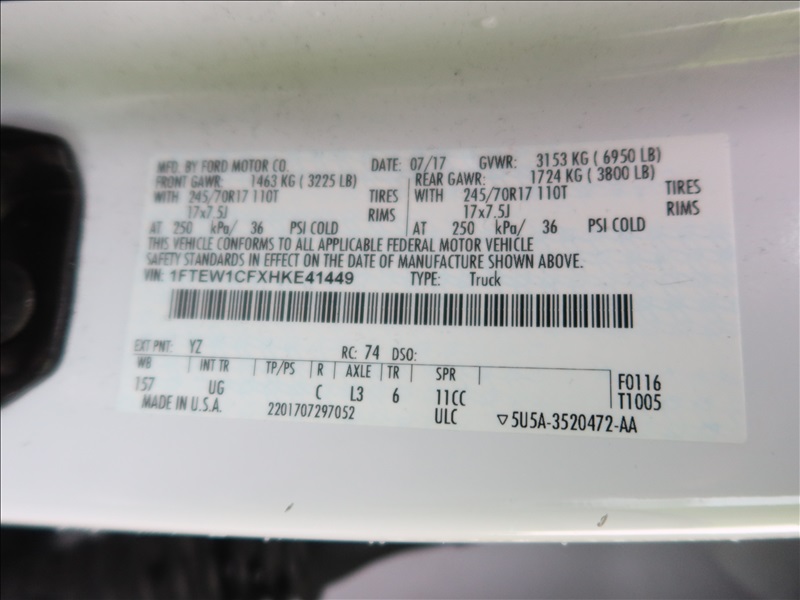 MFD. BY FORD MOTOR CO. DATE: 07/17 GVWR: 3153 KG ( 6950 LB)
FRONT GAWR: 1463 KG ( 3225 LB) REAR GAWR: 1724 KG ( 3800 LB)
WITH 245/70R17 110T TIRES WITH 245/70R17 110T TIRES
17x7.5J RIMS 17x7.5J RIMS
AT 250 kPa/ 36 PSI COLD AT 250 kPa/ 36 PSI COLD
THIS VEHICLE CONFORMS TO ALL APPLICABLE FEDERAL MOTOR VEHICLE
SAFETY STANDARDS IN EFFECT ON THE DATE OF MANUFACTURE SHOWN ABOVE.
VIN: 1FTEW1CFXHKE41449 TYPE: Truck
EXT PNT: YZ RC: 74 DSO:
WB INT TR TP/PS R AXLE TR SPR
157 UG C L3 6 11CC F0116
MADE IN U.S.A. 2201707297052 ULC T1005
▽5U5A-3520472-AA